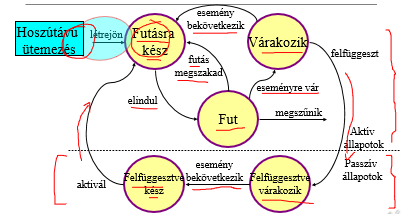 esemény
bekövetkezik
Hosszútávú
ütemezés
létrejön
Futásra
kész
Várakozik
felfüggeszt
futás
megszakad
eseményre vár
elindul
Fut
megszűnik
Aktív
állapotok
Passzív
állapotok
aktivál
Felfüggesztve
kész
esemény
bekövetkezik
Felfüggesztve
várakozik